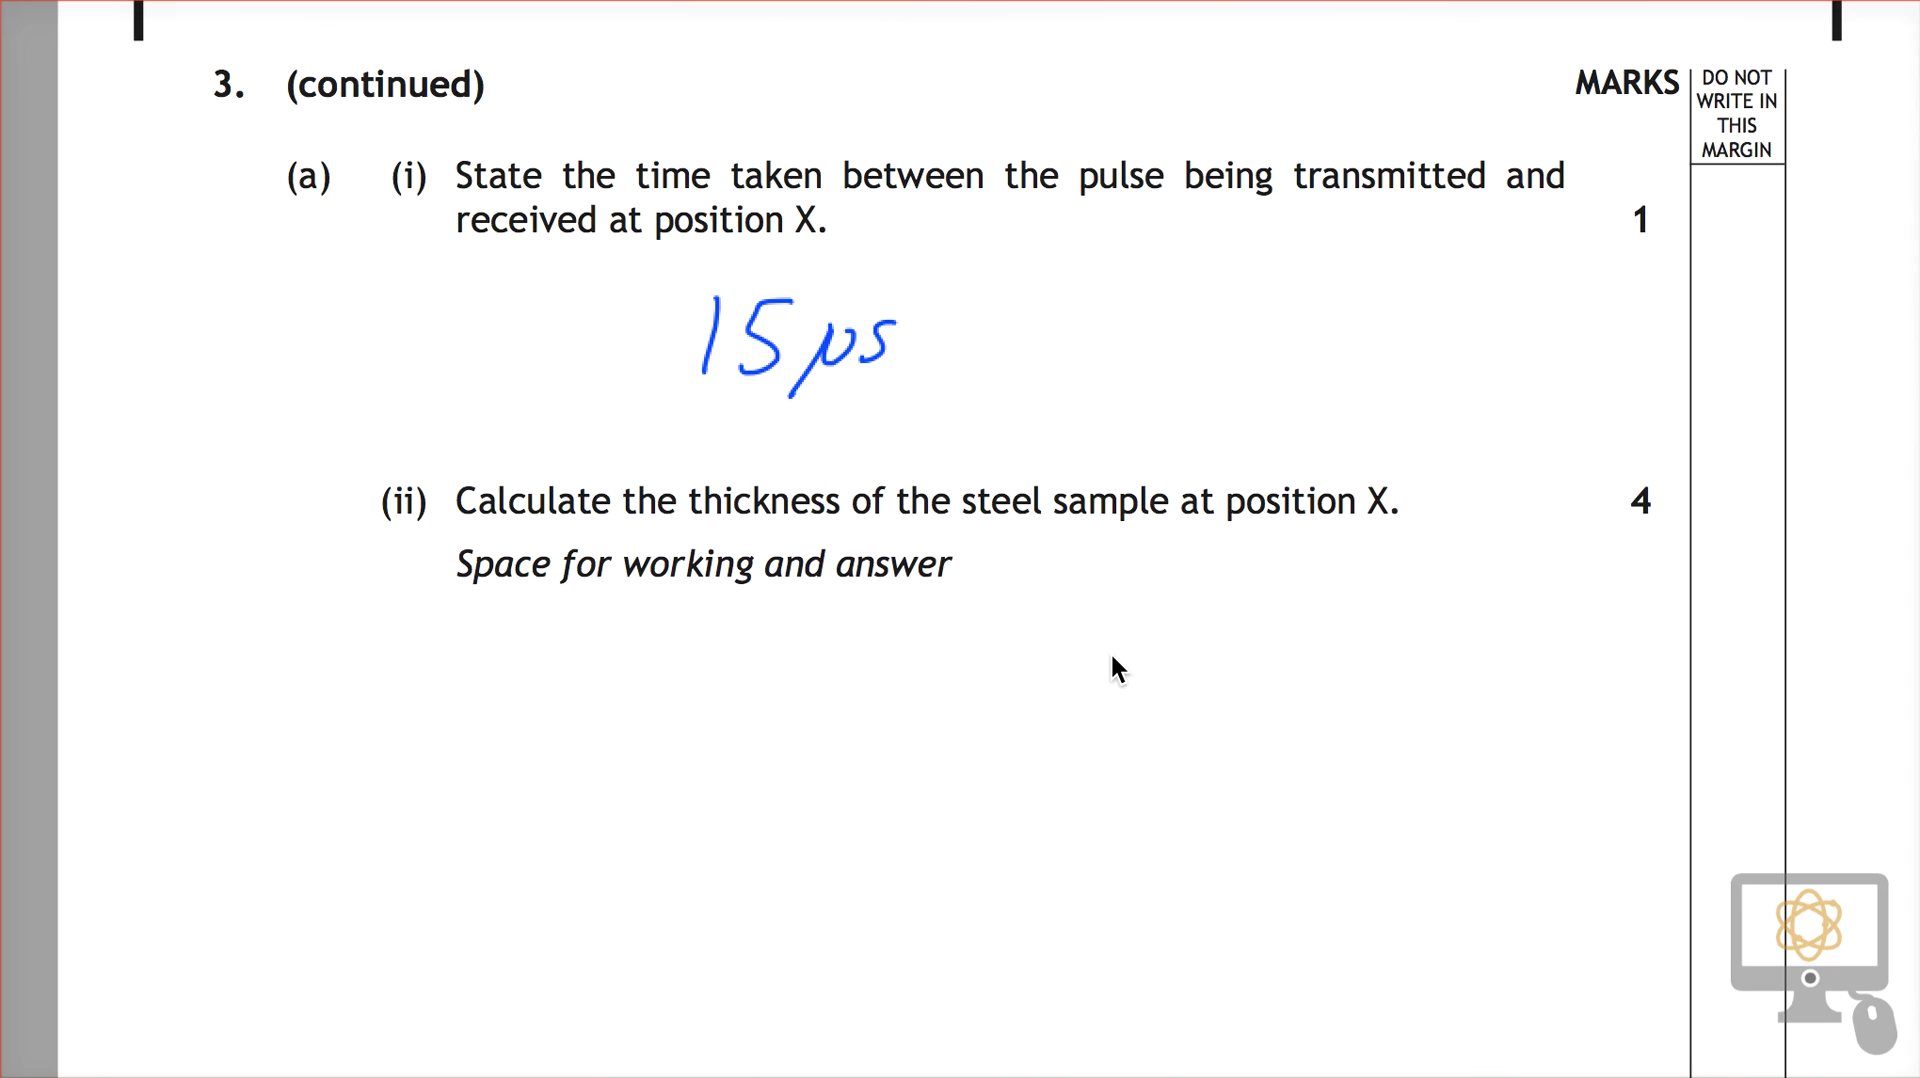 3. (continued)
MARKS
DO NOT
WRITE IN
THIS
MARGIN
(a) (i) State the time taken between the pulse being transmitted and
received at position X.
1
15 µs
(ii) Calculate the thickness of the steel sample at position X.
4
Space for working and answer